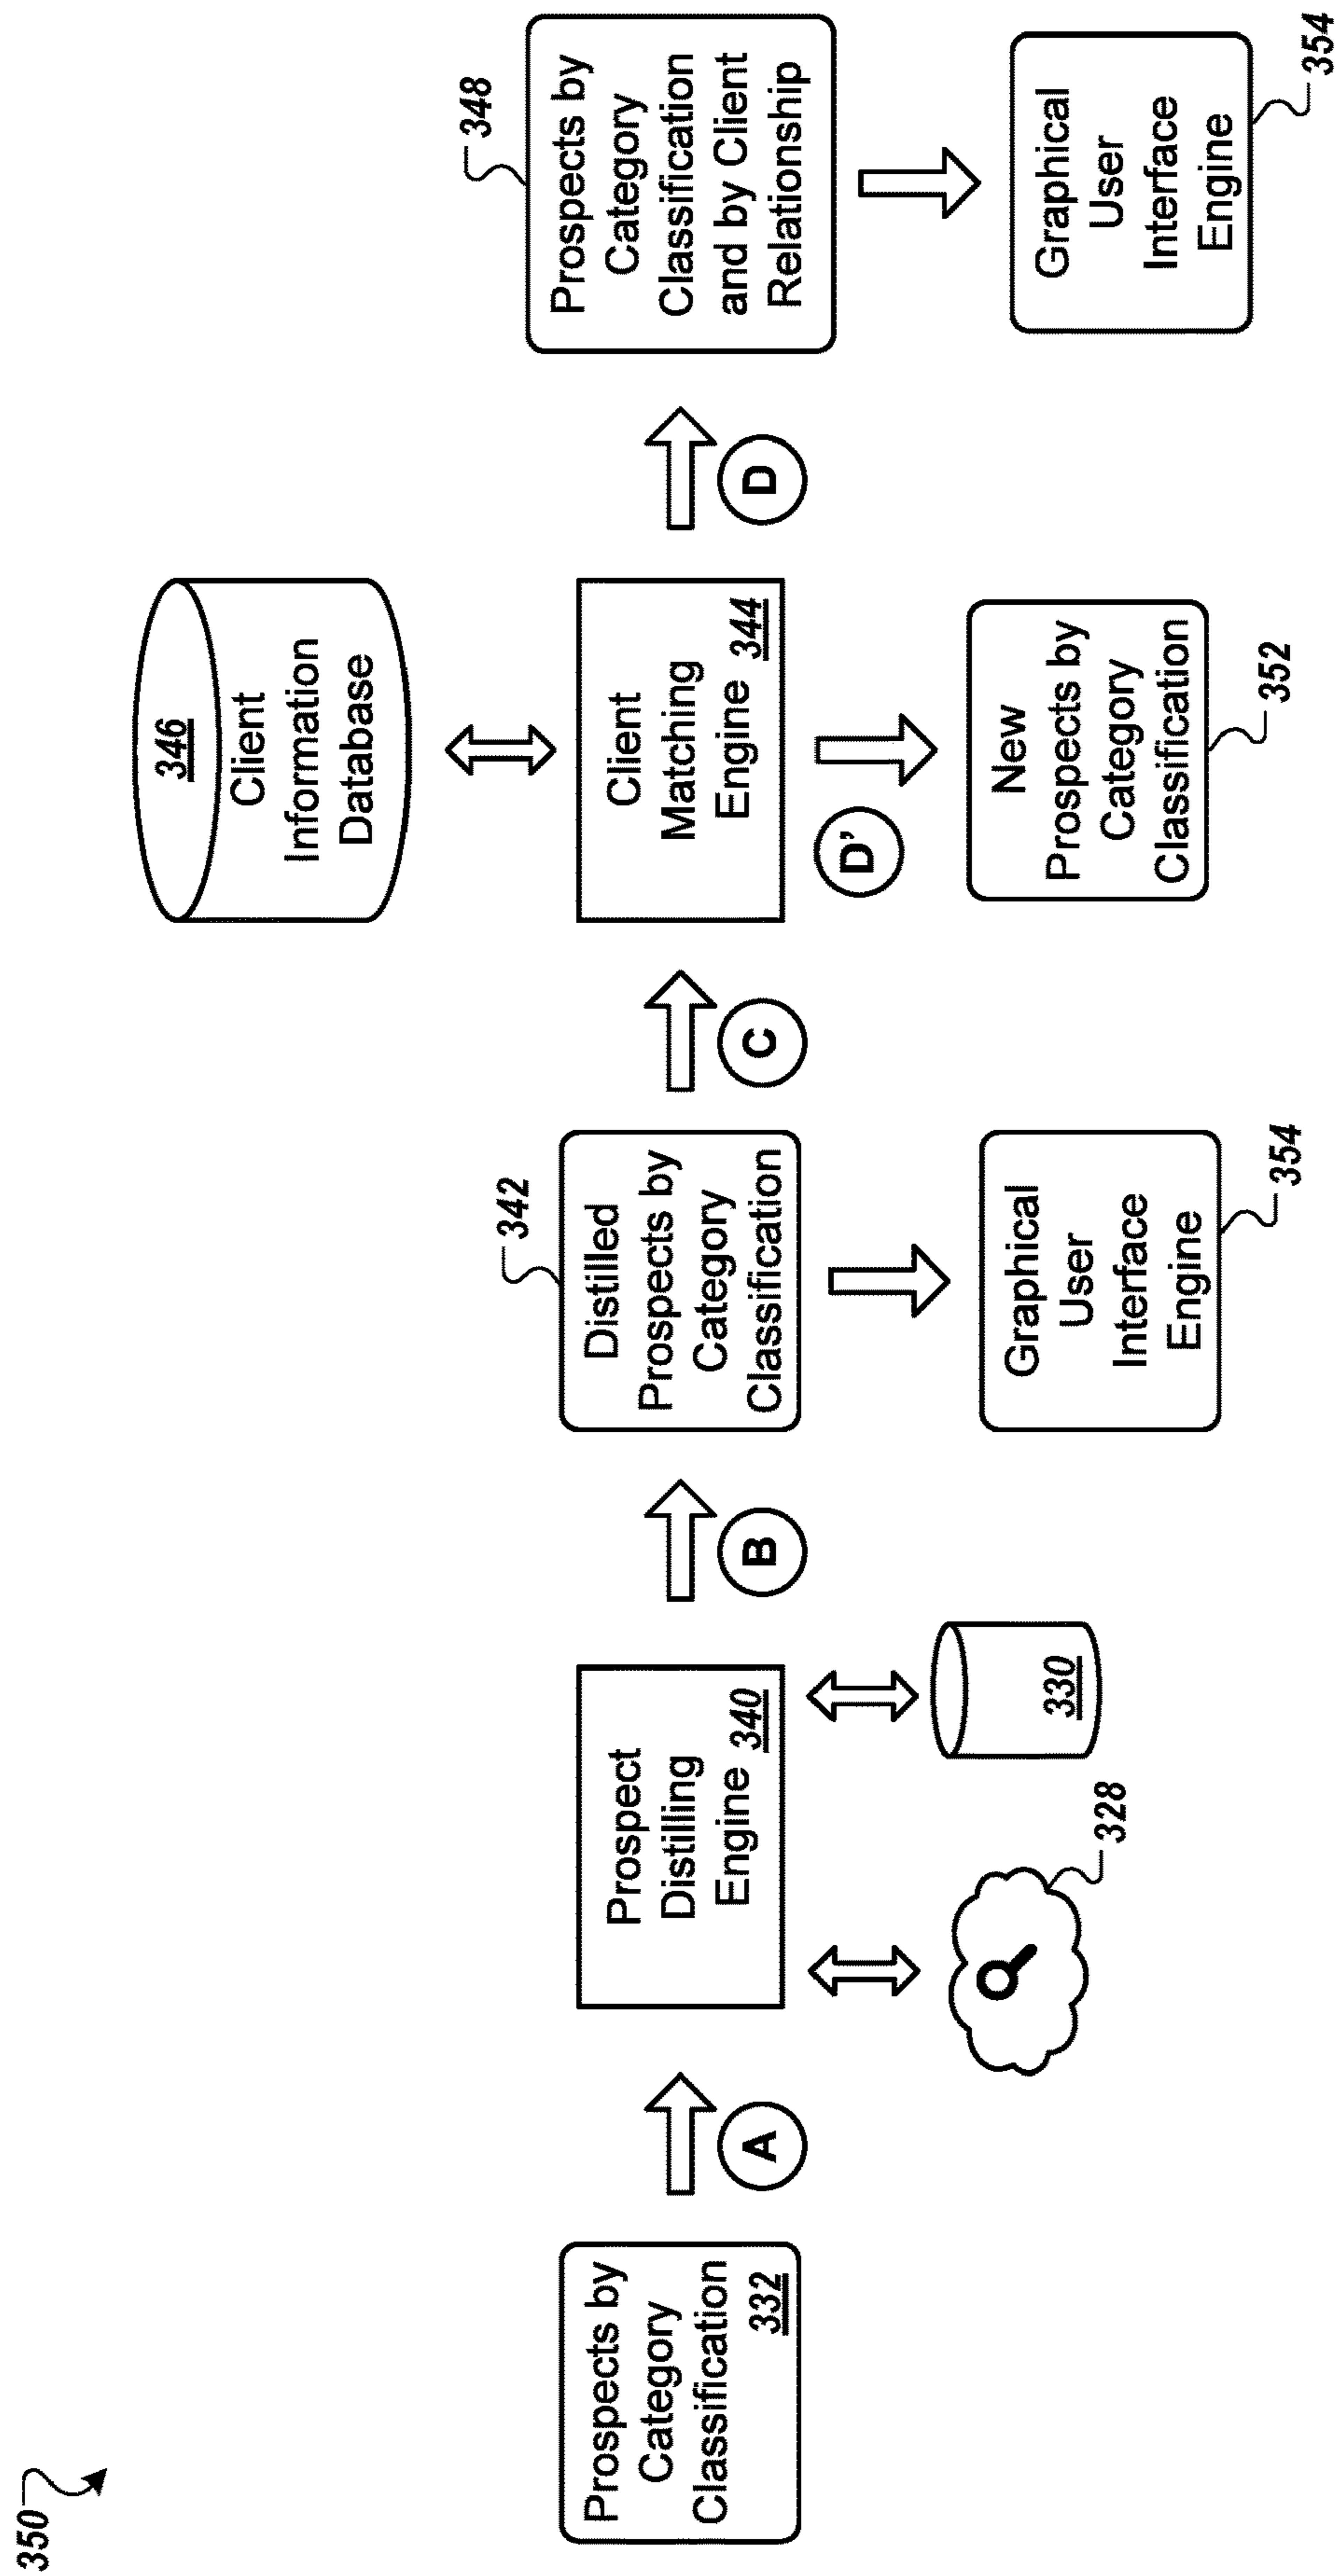 350
Prospects by
Category
Classification
332
A
Prospect
Distilling
Engine 340
328
330
B
342
Distilled
Prospects by
Category
Classification
Graphical
User
Interface
Engine
354
C
346
Client
Information
Database
Client
Matching
Engine 344
D'
New
Prospects by
Category
Classification
352
D
348
Prospects by
Category
Classification
and by Client
Relationship
Graphical
User
Interface
Engine
354